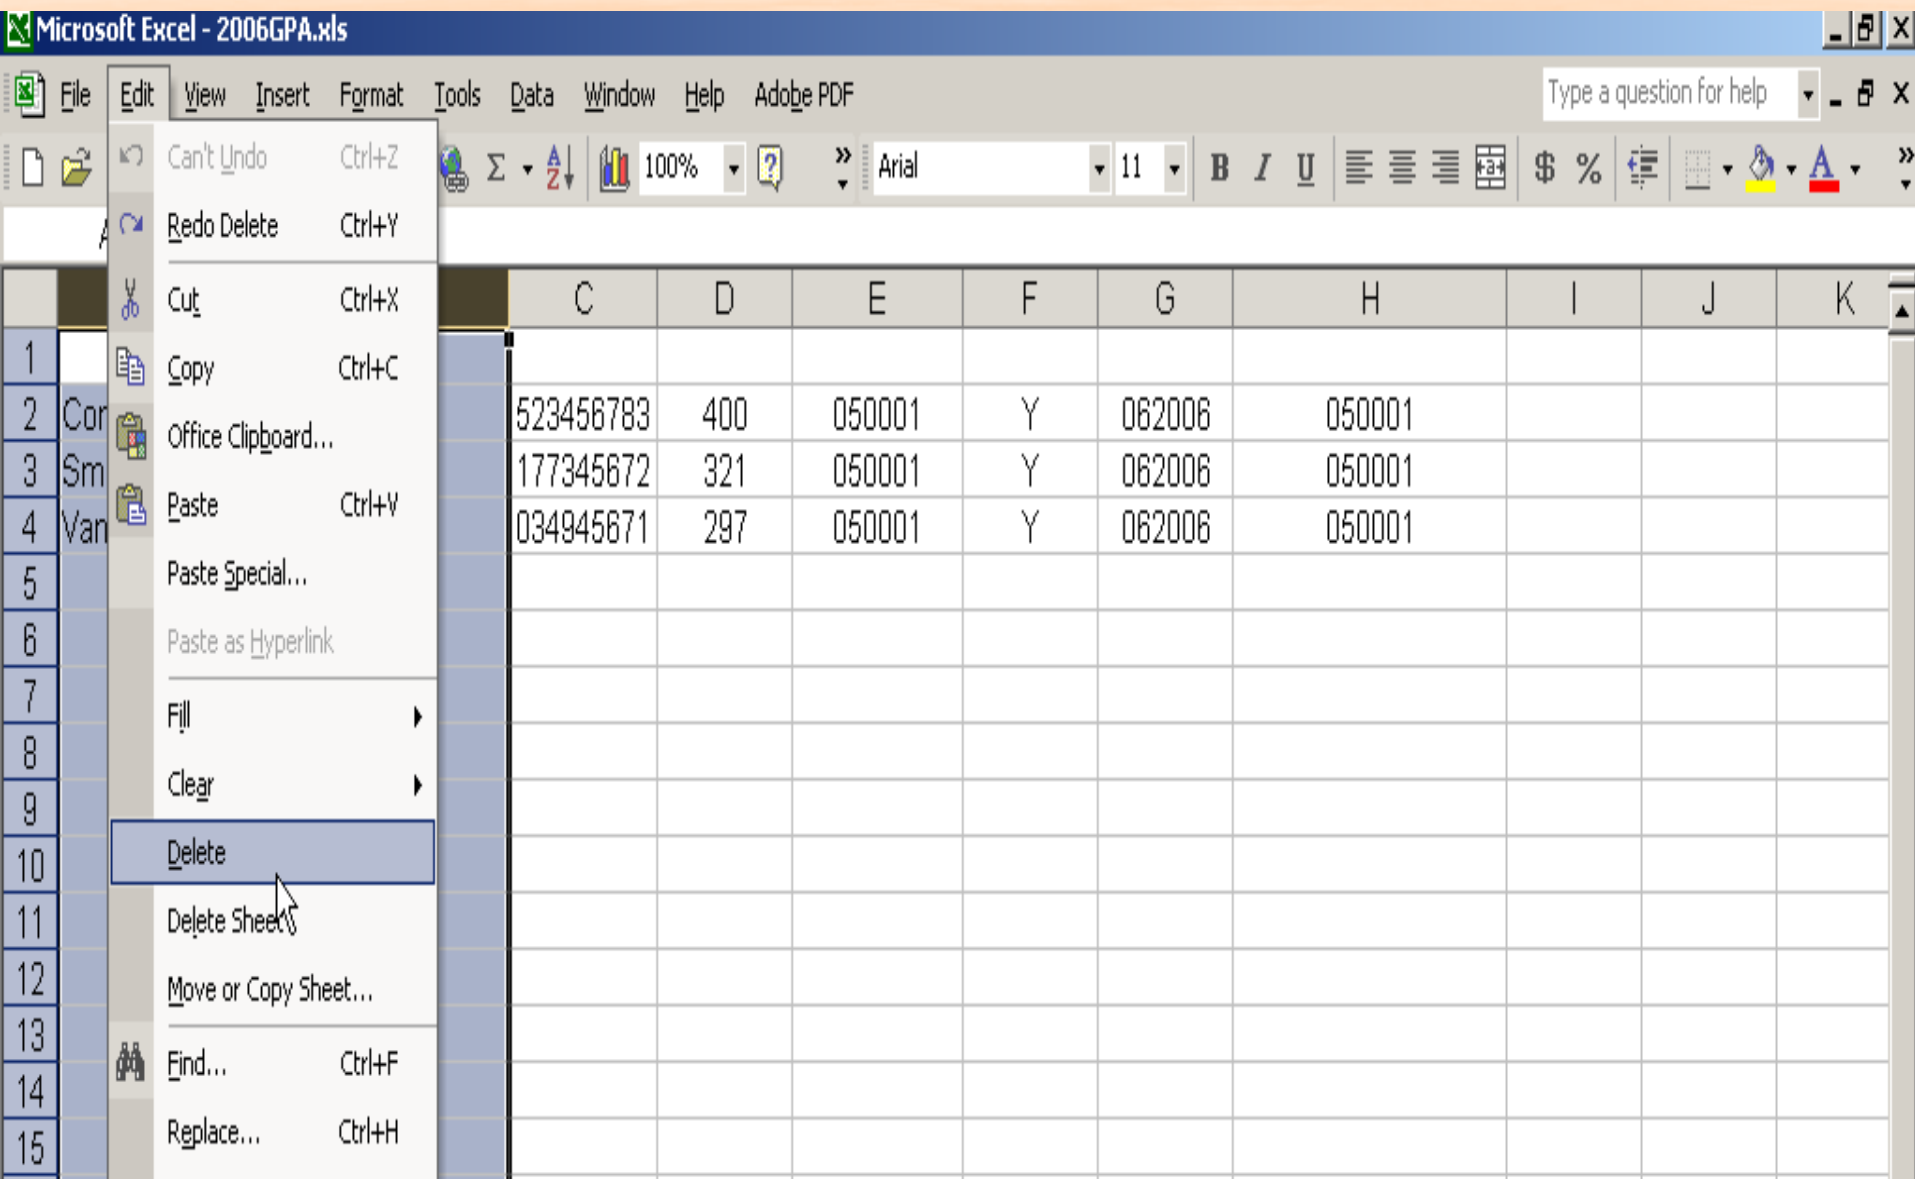 Microsoft Excel - 2006GPA.xls
File Edit View Insert Format Tools Data Window Help Adobe PDF Type a question for help
100% Arial 11 B I U $ % A
Can't Undo Ctrl+Z
Redo Delete Ctrl+Y
Cut Ctrl+X
Copy Ctrl+C
Office Clipboard...
Paste Ctrl+V
Paste Special...
Paste as Hyperlink
Fill
Clear
Delete
Delete Sheet
Move or Copy Sheet...
Find... Ctrl+F
Replace... Ctrl+H
C D E F G H I J K
1
2 Cor 523456783 400 050001 Y 062006 050001
3 Sm 177345672 321 050001 Y 062006 050001
4 Van 034945671 297 050001 Y 062006 050001
5
6
7
8
9
10
11
12
13
14
15